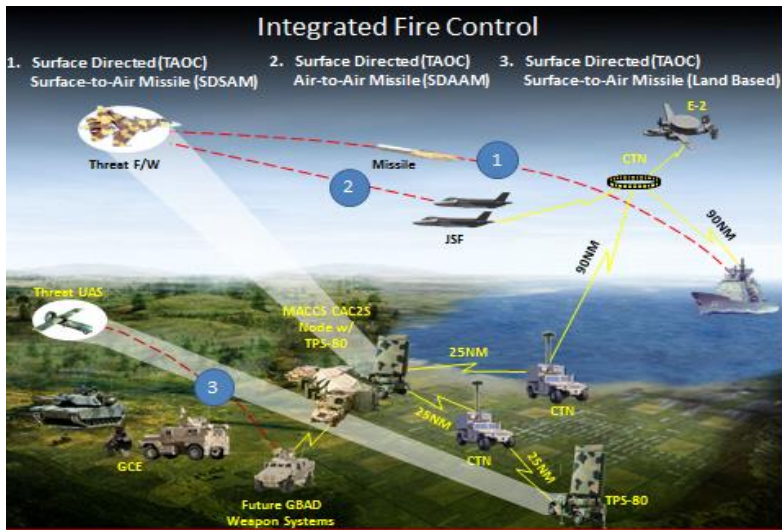 Integrated Fire Control
1. Surface Directed (TAOC)
Surface-to-Air Missile (SDSAM)
2. Surface Directed (TAOC)
Air-to-Air Missile (SDAAM)
3. Surface Directed (TAOC)
Surface-to-Air Missile (Land Based)
E-2
Threat F/W
Missile
1
CTN
2
JSF
90NM
90NM
Threat UAS
MACCS CAC2S
Node w/
TPS-80
25NM
3
CTN
25NM
GCE
CTN
25NM
TPS-80
Future GBAD
Weapon Systems